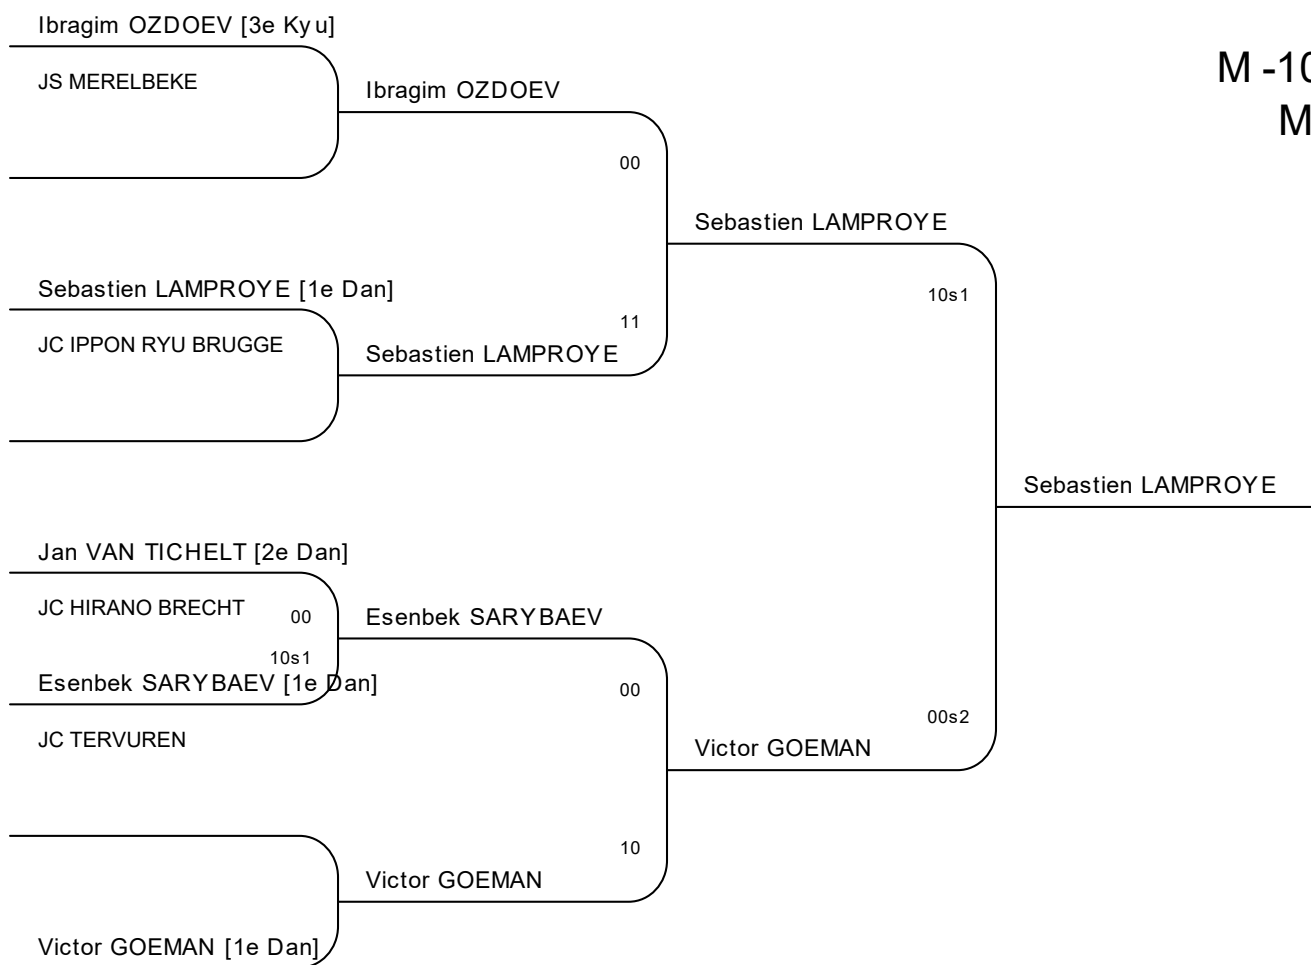 Ibragim OZDOEV [3e Kyu]
JS MERELBEKE
Ibragim OZDOEV
M -10
M
00
Sebastien LAMPROYE
Sebastien LAMPROYE [1e Dan]
10s1
11
JC IPPON RYU BRUGGE
Sebastien LAMPROYE
Sebastien LAMPROYE
Jan VAN TICHELT [2e Dan]
JC HIRANO BRECHT
00
Esenbek SARYBAEV
10s1
Esenbek SARYBAEV [1e Dan]
00
00s2
JC TERVUREN
Victor GOEMAN
10
Victor GOEMAN
Victor GOEMAN [1e Dan]